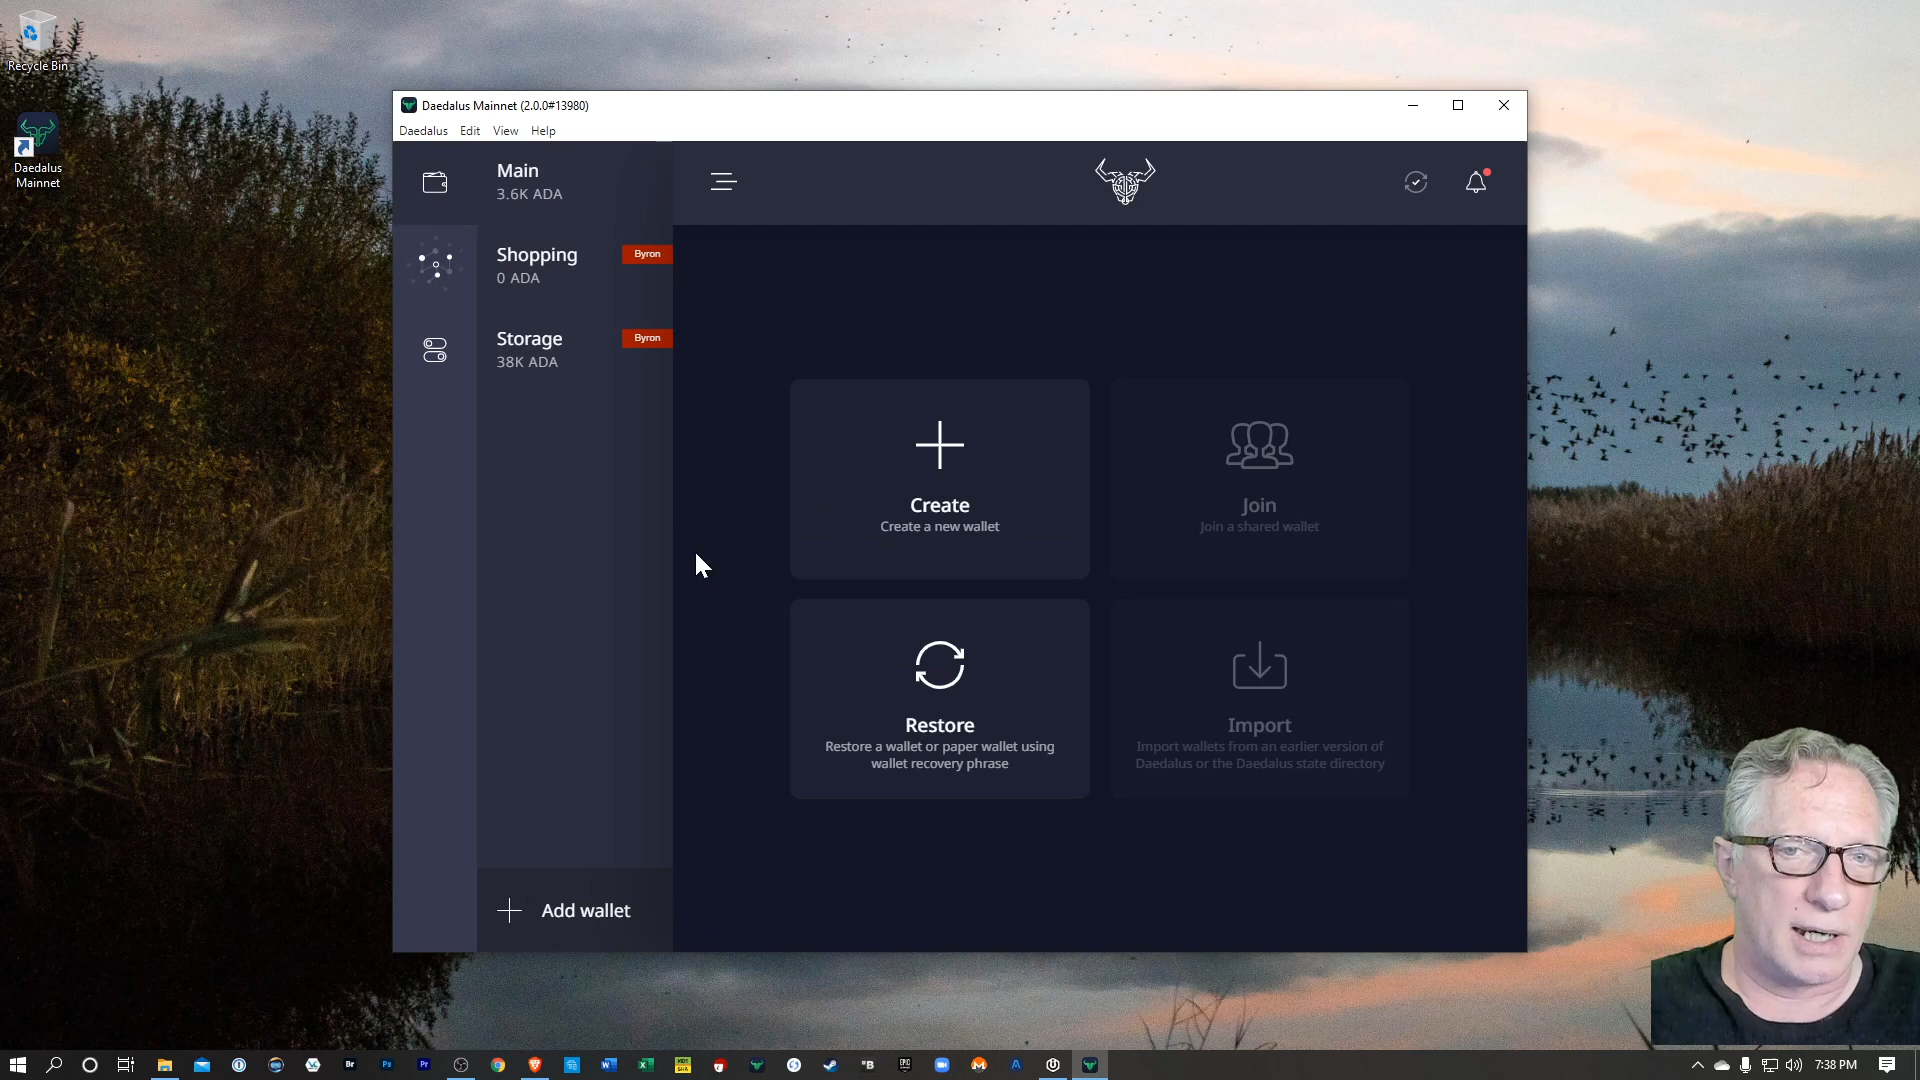 Recycle Bin
Daedalus
Mainnet
Daedalus Mainnet (2.0.0#13980)
Daedalus Edit View Help
Main
3.6K ADA
Shopping
Byron
0 ADA
Storage
Byron
38K ADA
Create
Create a new wallet
Join
Join a shared wallet
Restore
Restore a wallet or paper wallet using
wallet recovery phrase
Import
Import wallets from an earlier version of
Daedalus or the Daedalus state directory
Add wallet
7:38 PM